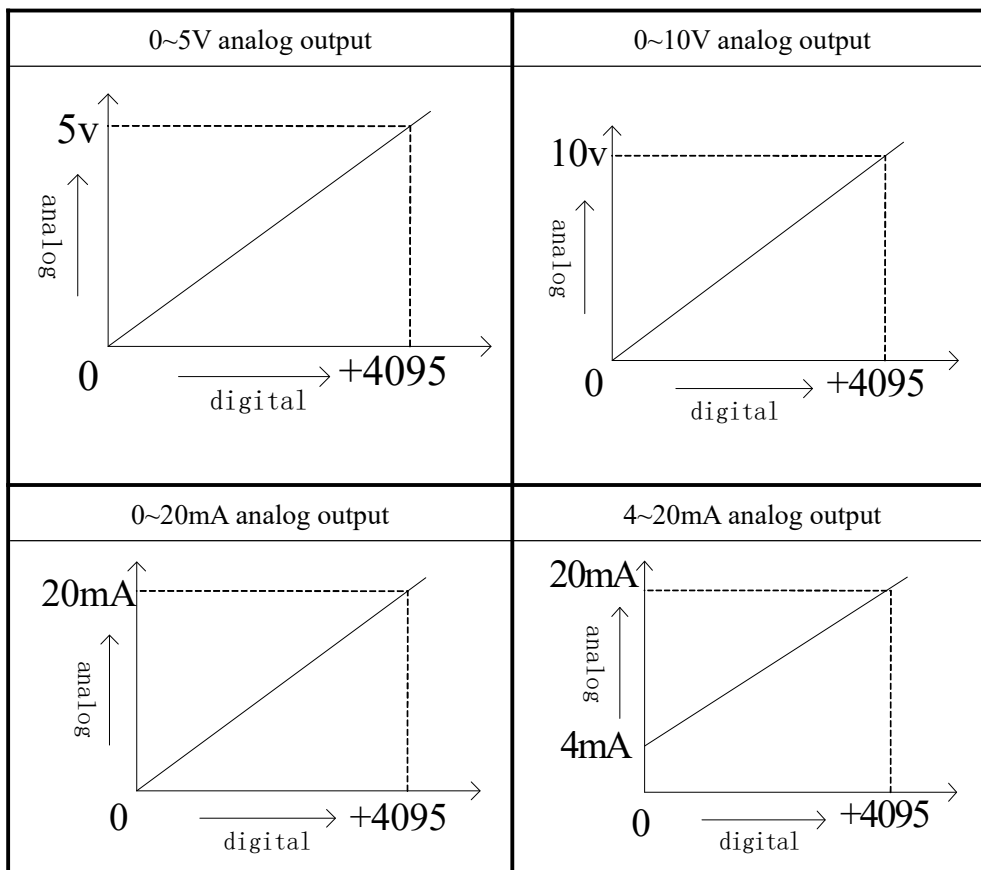 0~5V analog output
5v
analog
0
+4095
digital
0~10V analog output
10v
analog
0
+4095
digital
0~20mA analog output
20mA
analog
0
+4095
digital
4~20mA analog output
20mA
analog
4mA
0
+4095
digital